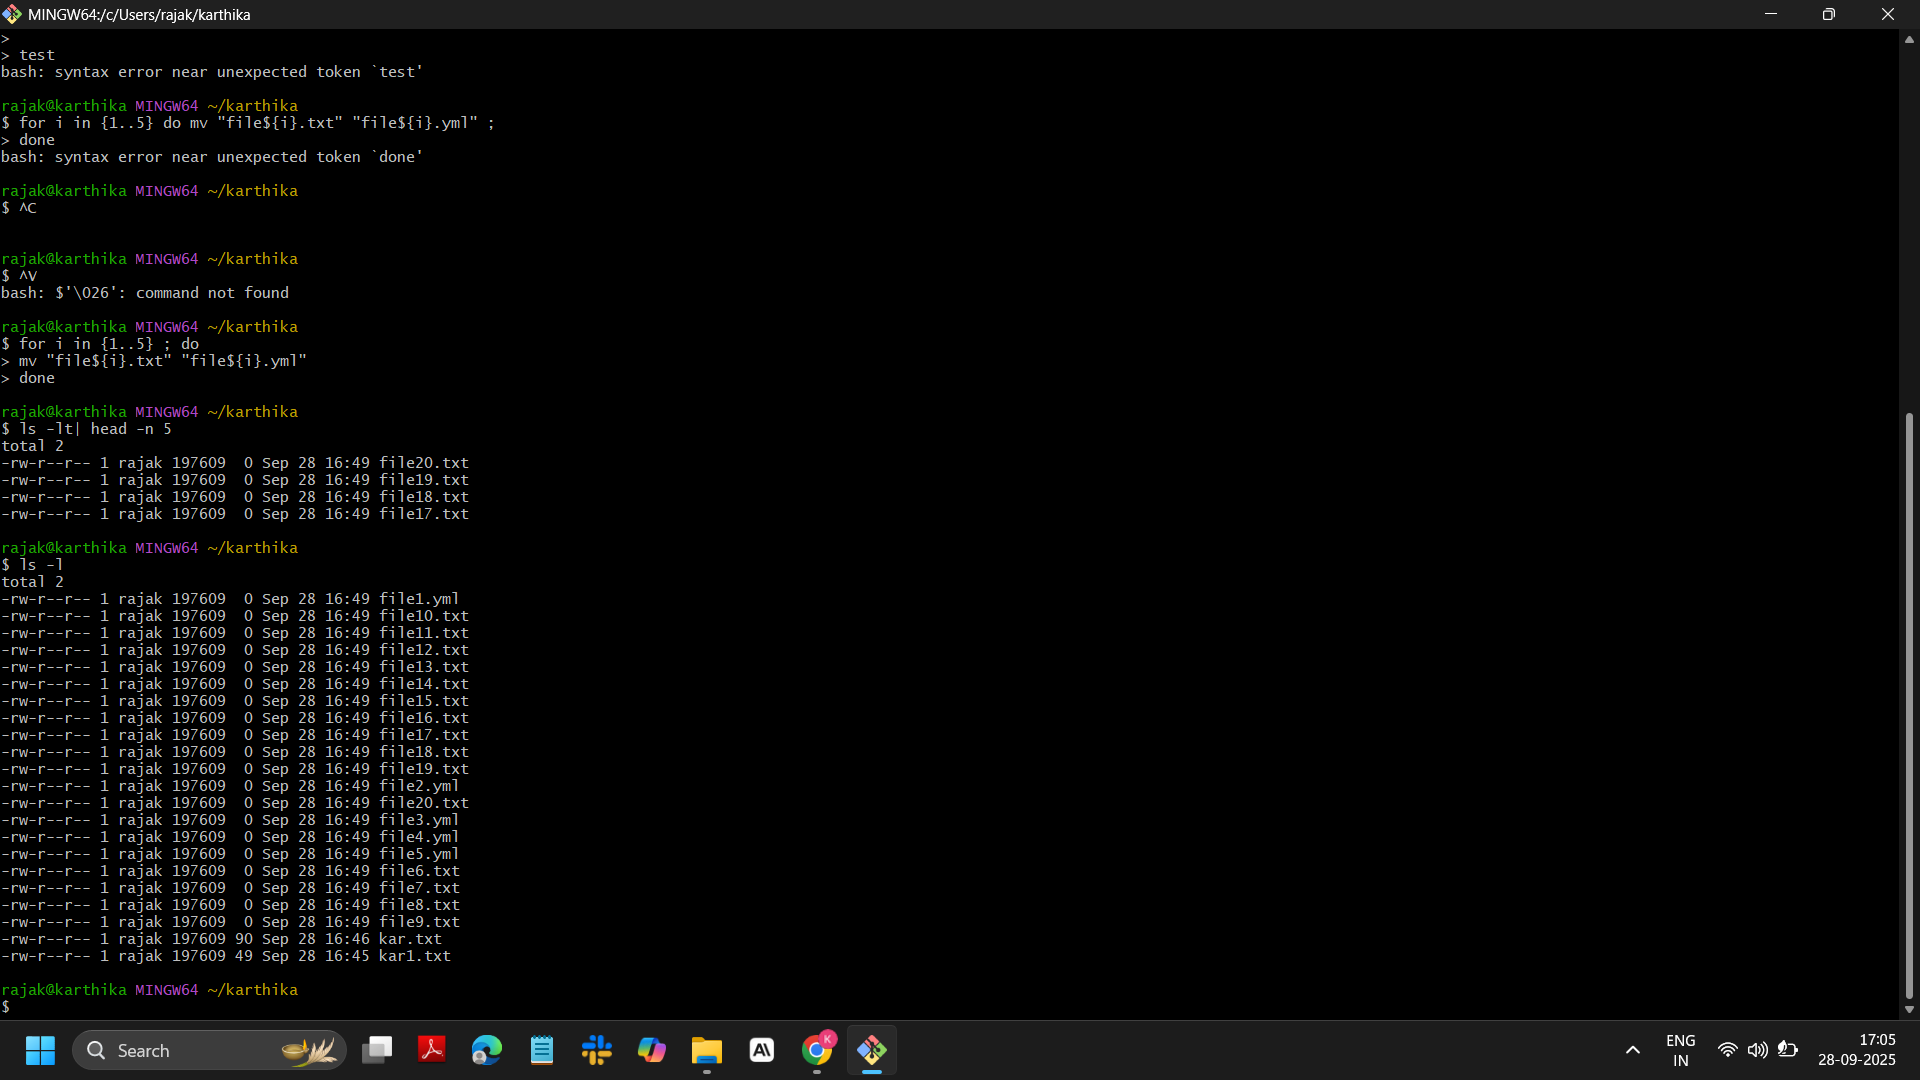 MINGW64:/c/Users/rajak/karthika
>
> test
bash: syntax error near unexpected token `test'
rajak@karthika MINGW64 ~/karthika
$ for i in {1..5} do mv "file${i}.txt" "file${i}.yml" ;
> done
bash: syntax error near unexpected token `done'
rajak@karthika MINGW64 ~/karthika
$ ^C
rajak@karthika MINGW64 ~/karthika
$ ^V
bash: $'\026': command not found
rajak@karthika MINGW64 ~/karthika
$ for i in {1..5} ; do
> mv "file${i}.txt" "file${i}.yml"
> done
rajak@karthika MINGW64 ~/karthika
$ ls -lt| head -n 5
total 2
-rw-r--r-- 1 rajak 197609  0 Sep 28 16:49 file20.txt
-rw-r--r-- 1 rajak 197609  0 Sep 28 16:49 file19.txt
-rw-r--r-- 1 rajak 197609  0 Sep 28 16:49 file18.txt
-rw-r--r-- 1 rajak 197609  0 Sep 28 16:49 file17.txt
rajak@karthika MINGW64 ~/karthika
$ ls -l
total 2
-rw-r--r-- 1 rajak 197609  0 Sep 28 16:49 file1.yml
-rw-r--r-- 1 rajak 197609  0 Sep 28 16:49 file10.txt
-rw-r--r-- 1 rajak 197609  0 Sep 28 16:49 file11.txt
-rw-r--r-- 1 rajak 197609  0 Sep 28 16:49 file12.txt
-rw-r--r-- 1 rajak 197609  0 Sep 28 16:49 file13.txt
-rw-r--r-- 1 rajak 197609  0 Sep 28 16:49 file14.txt
-rw-r--r-- 1 rajak 197609  0 Sep 28 16:49 file15.txt
-rw-r--r-- 1 rajak 197609  0 Sep 28 16:49 file16.txt
-rw-r--r-- 1 rajak 197609  0 Sep 28 16:49 file17.txt
-rw-r--r-- 1 rajak 197609  0 Sep 28 16:49 file18.txt
-rw-r--r-- 1 rajak 197609  0 Sep 28 16:49 file19.txt
-rw-r--r-- 1 rajak 197609  0 Sep 28 16:49 file2.yml
-rw-r--r-- 1 rajak 197609  0 Sep 28 16:49 file20.txt
-rw-r--r-- 1 rajak 197609  0 Sep 28 16:49 file3.yml
-rw-r--r-- 1 rajak 197609  0 Sep 28 16:49 file4.yml
-rw-r--r-- 1 rajak 197609  0 Sep 28 16:49 file5.yml
-rw-r--r-- 1 rajak 197609  0 Sep 28 16:49 file6.txt
-rw-r--r-- 1 rajak 197609  0 Sep 28 16:49 file7.txt
-rw-r--r-- 1 rajak 197609  0 Sep 28 16:49 file8.txt
-rw-r--r-- 1 rajak 197609  0 Sep 28 16:49 file9.txt
-rw-r--r-- 1 rajak 197609 90 Sep 28 16:46 kar.txt
-rw-r--r-- 1 rajak 197609 49 Sep 28 16:45 kar1.txt
rajak@karthika MINGW64 ~/karthika
$
Search
A\
K
ENG
IN
17:05
28-09-2025